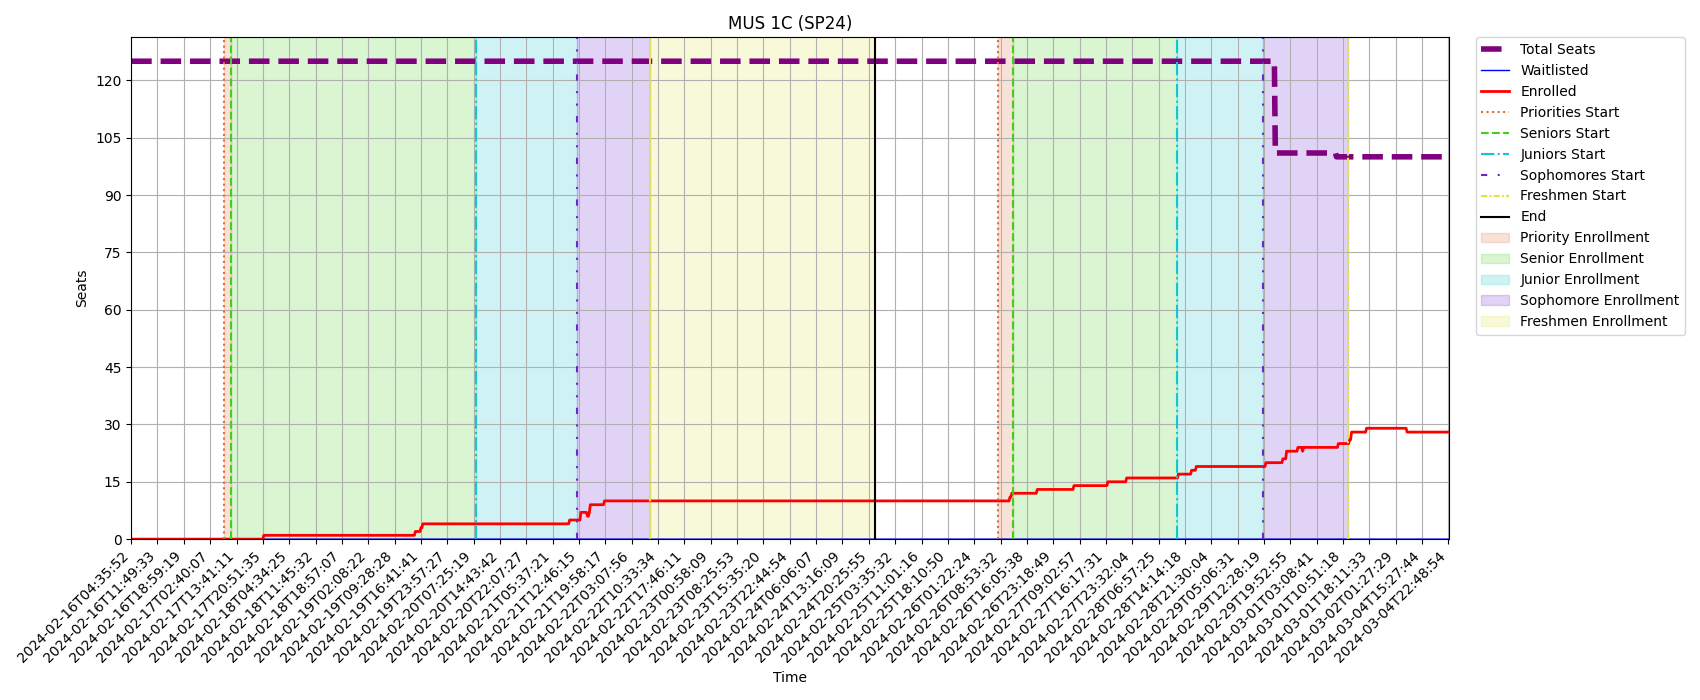 MUS 1C (SP24)
Seats
120
105
90
75
60
45
30
15
0
2024-02-16T04:35:52
2024-02-16T11:49:33
2024-02-16T18:59:19
2024-02-17T02:40:07
2024-02-17T13:41:11
2024-02-17T20:51:35
2024-02-18T04:34:25
2024-02-18T11:45:32
2024-02-18T18:57:07
2024-02-19T02:08:22
2024-02-19T09:28:28
2024-02-19T16:41:41
2024-02-19T23:57:27
2024-02-20T07:25:19
2024-02-20T14:43:42
2024-02-20T22:07:27
2024-02-21T05:37:21
2024-02-21T12:46:15
2024-02-21T19:58:17
2024-02-22T03:07:56
2024-02-22T10:33:34
2024-02-22T17:46:11
2024-02-23T00:58:09
2024-02-23T08:25:53
2024-02-23T15:35:20
2024-02-23T22:44:54
2024-02-24T06:06:07
2024-02-24T13:16:09
2024-02-24T20:25:55
2024-02-25T03:35:32
2024-02-25T11:01:16
2024-02-25T18:10:50
2024-02-26T01:22:24
2024-02-26T08:53:32
2024-02-26T16:05:38
2024-02-26T23:18:49
2024-02-27T09:02:57
2024-02-27T16:17:31
2024-02-27T23:32:04
2024-02-28T06:57:25
2024-02-28T14:14:18
2024-02-28T21:30:04
2024-02-29T05:06:31
2024-02-29T12:28:19
2024-02-29T19:52:55
2024-03-01T03:08:41
2024-03-01T10:51:18
2024-03-01T18:11:33
2024-03-02T01:27:29
2024-03-04T15:27:44
2024-03-04T22:48:54
Time
Total Seats
Waitlisted
Enrolled
Priorities Start
Seniors Start
Juniors Start
Sophomores Start
Freshmen Start
End
Priority Enrollment
Senior Enrollment
Junior Enrollment
Sophomore Enrollment
Freshmen Enrollment